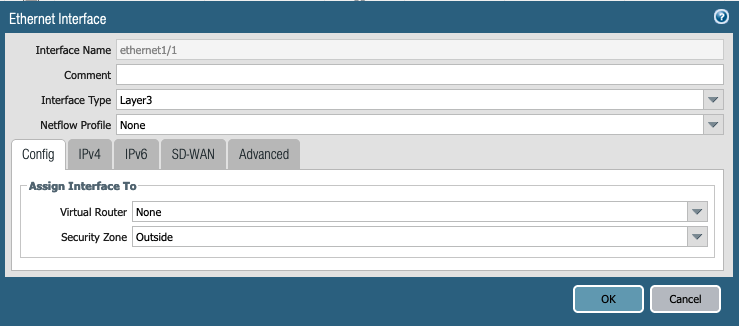 Ethernet Interface
Interface Name ethernet1/1
Comment
Interface Type Layer3
Netflow Profile None
Config IPv4 IPv6 SD-WAN Advanced
Assign Interface To
Virtual Router None
Security Zone Outside
OK Cancel